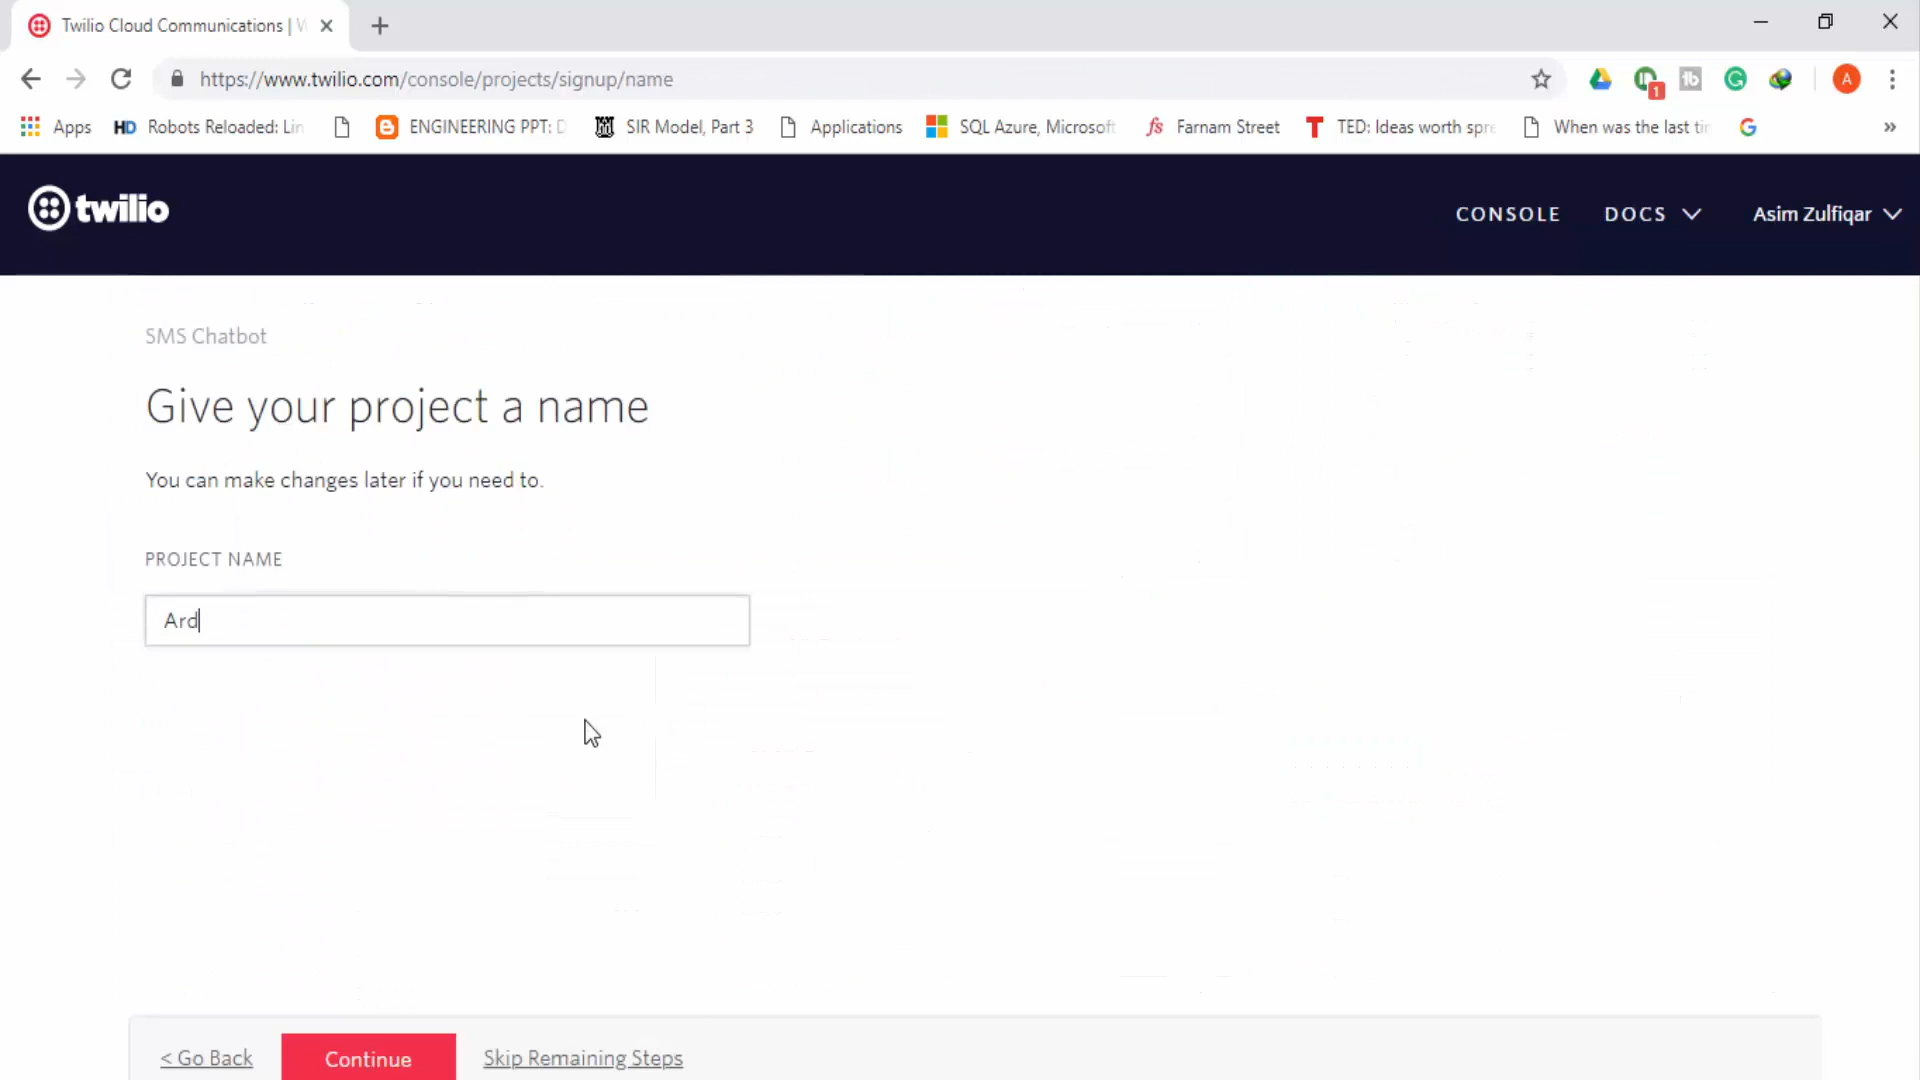 Twilio Cloud Communications | W
https://www.twilio.com/console/projects/signup/name
A
1
Apps
HD Robots Reloaded: Lin
ENGINEERING PPT: D
SIR Model, Part 3
Applications
SQL Azure, Microsoft
fs Farnam Street
T TED: Ideas worth spre
When was the last tin
G
»
twilio
CONSOLE
DOCS
Asim Zulfiqar
SMS Chatbot
Give your project a name
You can make changes later if you need to.
PROJECT NAME
Ard
< Go Back
Continue
Skip Remaining Steps